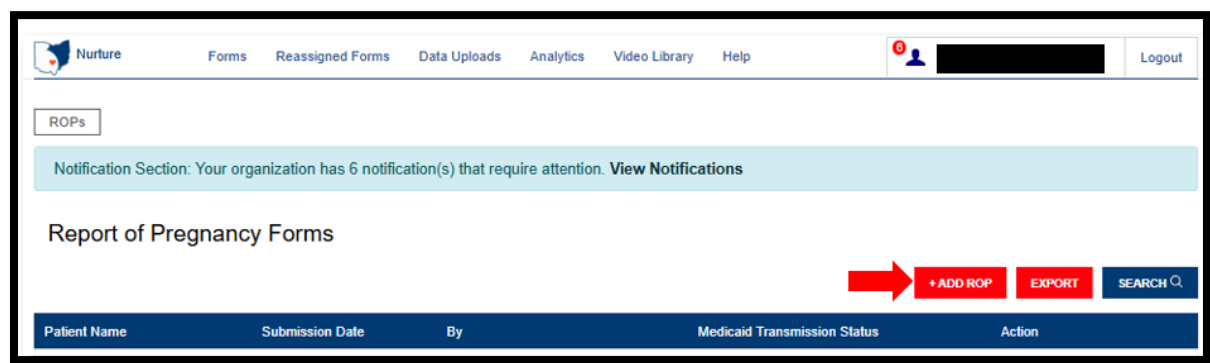 Nurture Forms Reassigned Forms Data Uploads Analytics Video Library Help 6 Logout
ROPs
Notification Section: Your organization has 6 notification(s) that require attention. View Notifications
Report of Pregnancy Forms
+ ADD ROP EXPORT SEARCH
Patient Name Submission Date By Medicaid Transmission Status Action